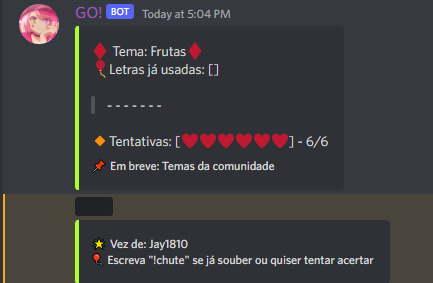 GO! BOT Today at 5:04 PM
Tema: Frutas
Letras já usadas: []
- - - - - - -
Tentativas: [♥♥♥♥♥♥] - 6/6
Em breve: Temas da comunidade
Vez de: Jay1810
Escreva "!chute" se já souber ou quiser tentar acertar